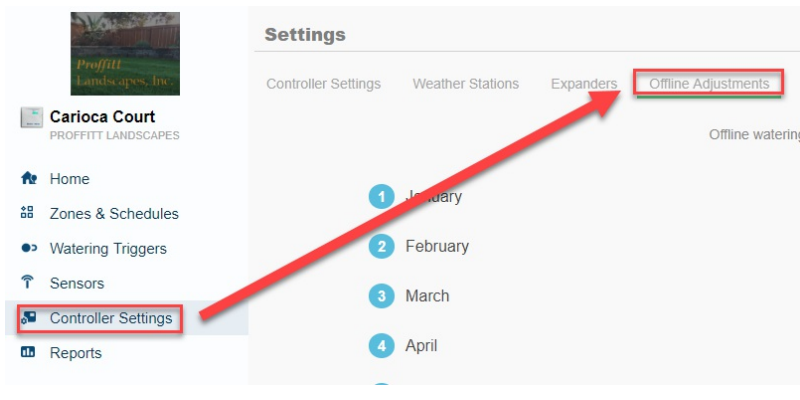 Proffitt
Landscapes, Inc.
Carioca Court
PROFFITT LANDSCAPES
Home
Zones & Schedules
Watering Triggers
Sensors
Controller Settings
Reports
Settings
Controller Settings
Weather Stations
Expanders
Offline Adjustments
Offline watering
1 January
2 February
3 March
4 April